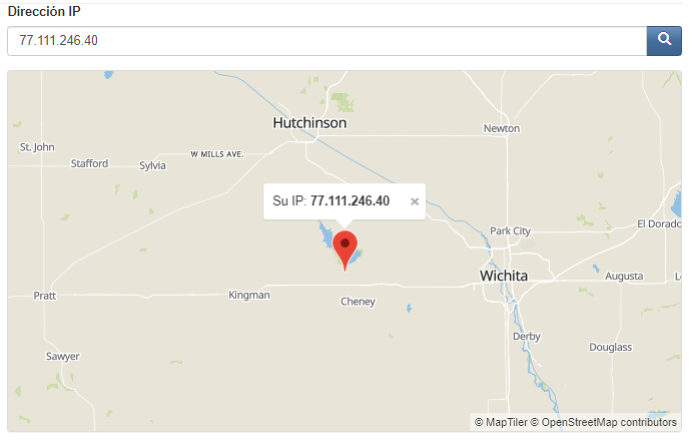 Dirección IP
77.111.246.40
Hutchinson
Newton
W MILLS AVE.
St. John
Stafford
Sylvia
Su IP: 77.111.246.40 ×
El Dorado
Park City
Wichita
Augusta
Pratt
Kingman
Cheney
Derby
Douglass
Sawyer
© MapTiler © OpenStreetMap contributors